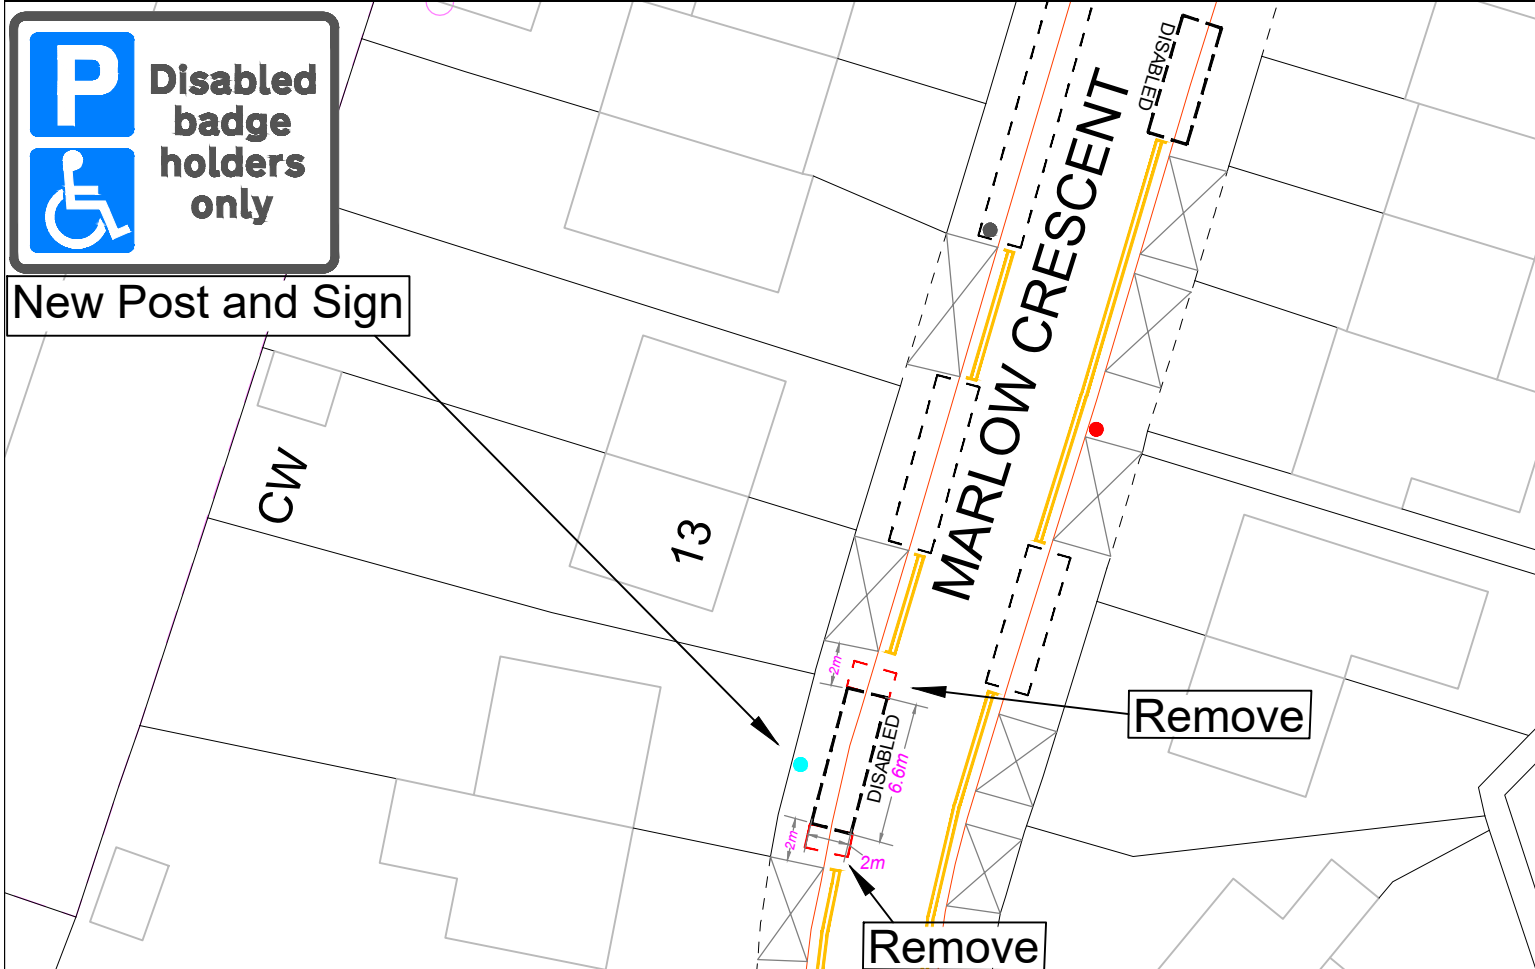 P
Disabled
badge
holders
only
New Post and Sign
DISABLED
MARLOW CRESCENT
CW
13
2m
Remove
DISABLED
6.6m
2m
2m
Remove